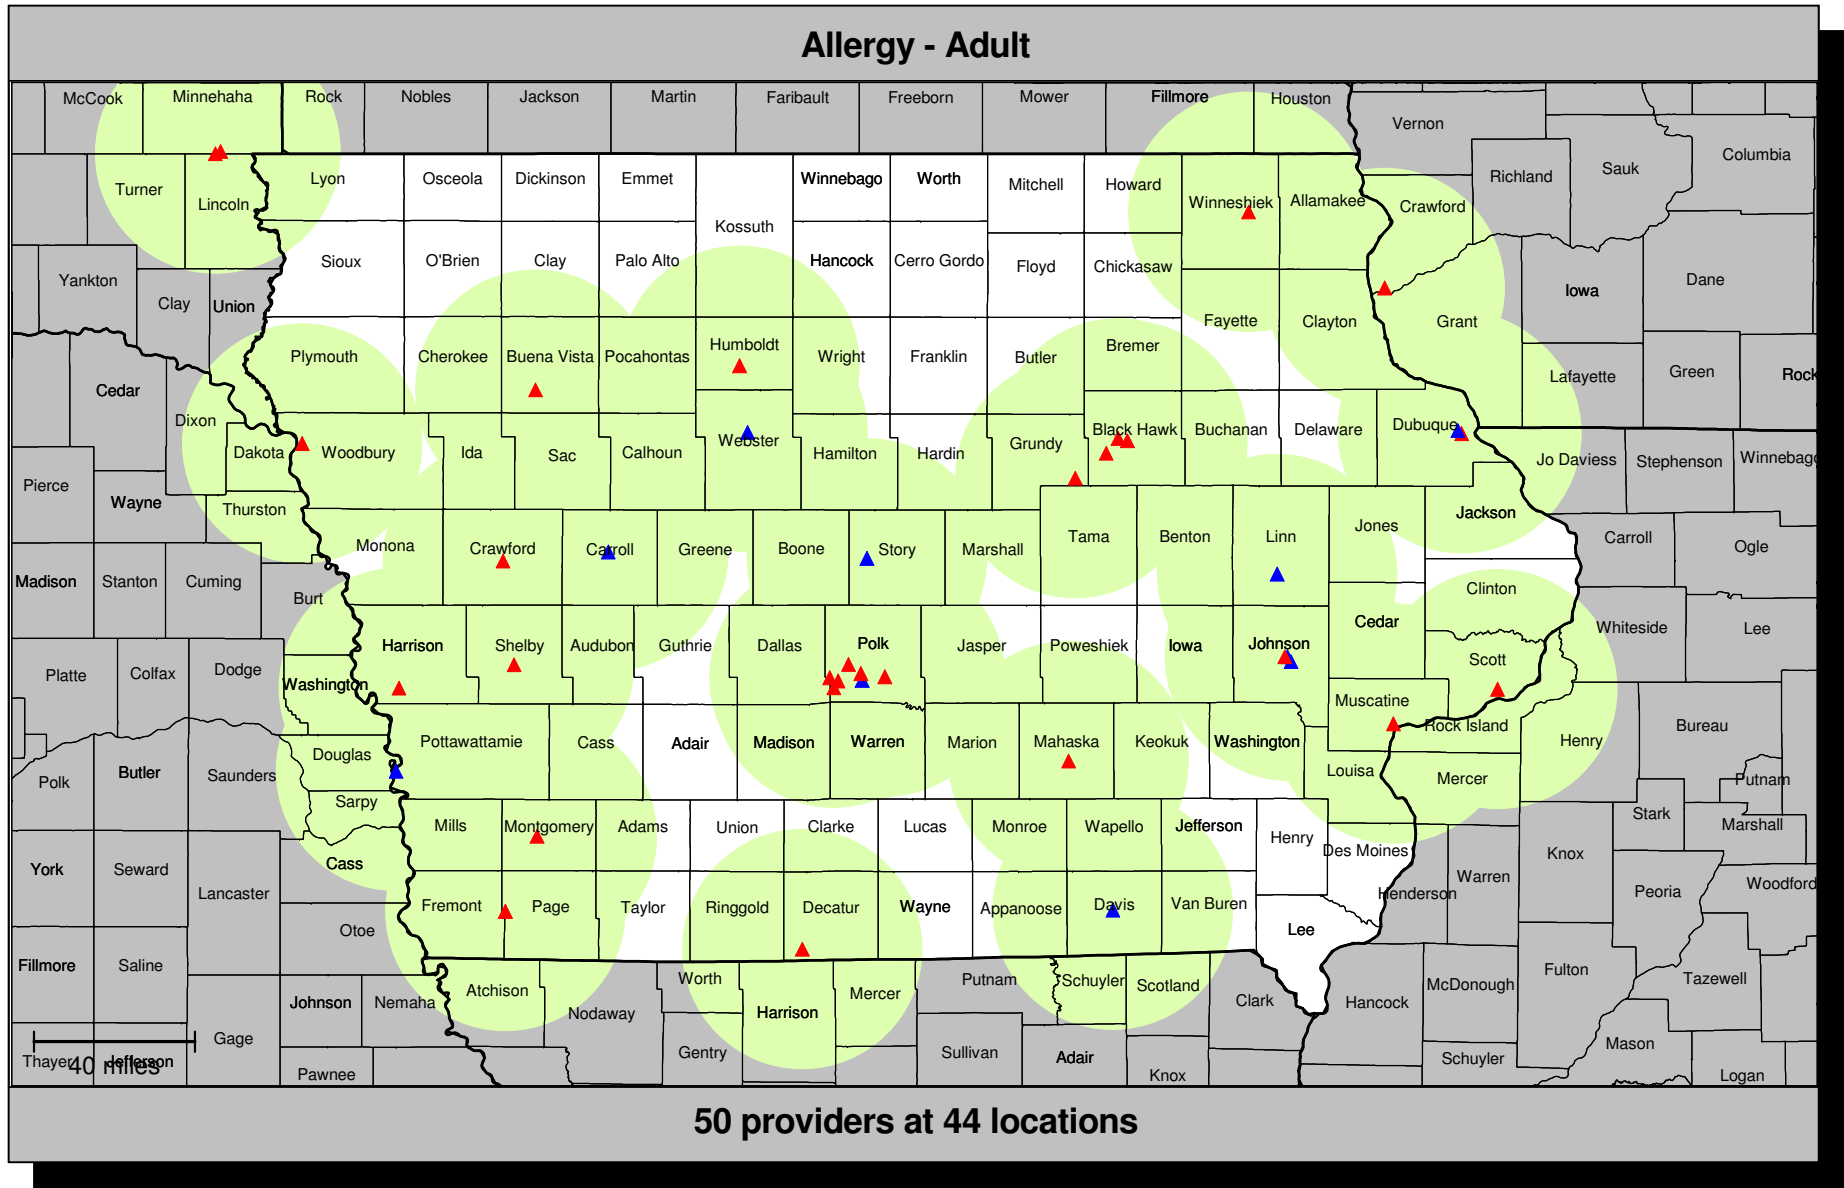 Allergy - Adult
McCook Minnehaha Rock Nobles Jackson Martin Faribault Freeborn Mower Fillmore Houston
Vernon
Columbia
Richland Sauk
Turner Lyon Osceola Dickinson Emmet Winnebago Worth Mitchell Howard
Lincoln Winneshiek Allamakee Crawford
Kossuth
Yankton Sioux O'Brien Clay Palo Alto Hancock Cerro Gordo Floyd Chickasaw Dane
Clay Union Iowa
Fayette Clayton Grant
Plymouth Cherokee Buena Vista Pocahontas Humboldt Wright Franklin Butler Bremer
Cedar Lafayette Green Rock
Dixon Webster Black Hawk Buchanan Delaware Dubuque
Dakota Woodbury Ida Sac Calhoun Hamilton Hardin Grundy Jo Daviess Stephenson Winnebago
Pierce
Wayne Thurston Jackson
Monona Crawford Carroll Greene Boone Story Marshall Tama Benton Linn Jones Carroll Ogle
Madison Stanton Cuming
Burt Clinton
Harrison Shelby Audubon Guthrie Dallas Polk Jasper Poweshiek Iowa Johnson Cedar Whiteside Lee
Platte Colfax Dodge Scott
Washington Muscatine
Rock Island Bureau
Douglas Pottawattamie Cass Adair Madison Warren Marion Mahaska Keokuk Washington Henry
Polk Butler Saunders Louisa Mercer Putnam
Sarpy
Mills Montgomery Adams Union Clarke Lucas Monroe Wapello Jefferson Henry Stark Marshall
Des Moines Knox
York Seward Cass
Lancaster Henderson Warren Peoria Woodford
Fremont Page Taylor Ringgold Decatur Wayne Appanoose Davis Van Buren
Otoe Lee
Fillmore Saline Fulton
Atchison Worth Putnam Schuyler Scotland McDonough Tazewell
Johnson Nemaha Nodaway Harrison Mercer Clark Hancock
Gage Gentry Sullivan Adair Schuyler Mason
Thayer Jefferson
40 miles
Pawnee Knox Logan
50 providers at 44 locations